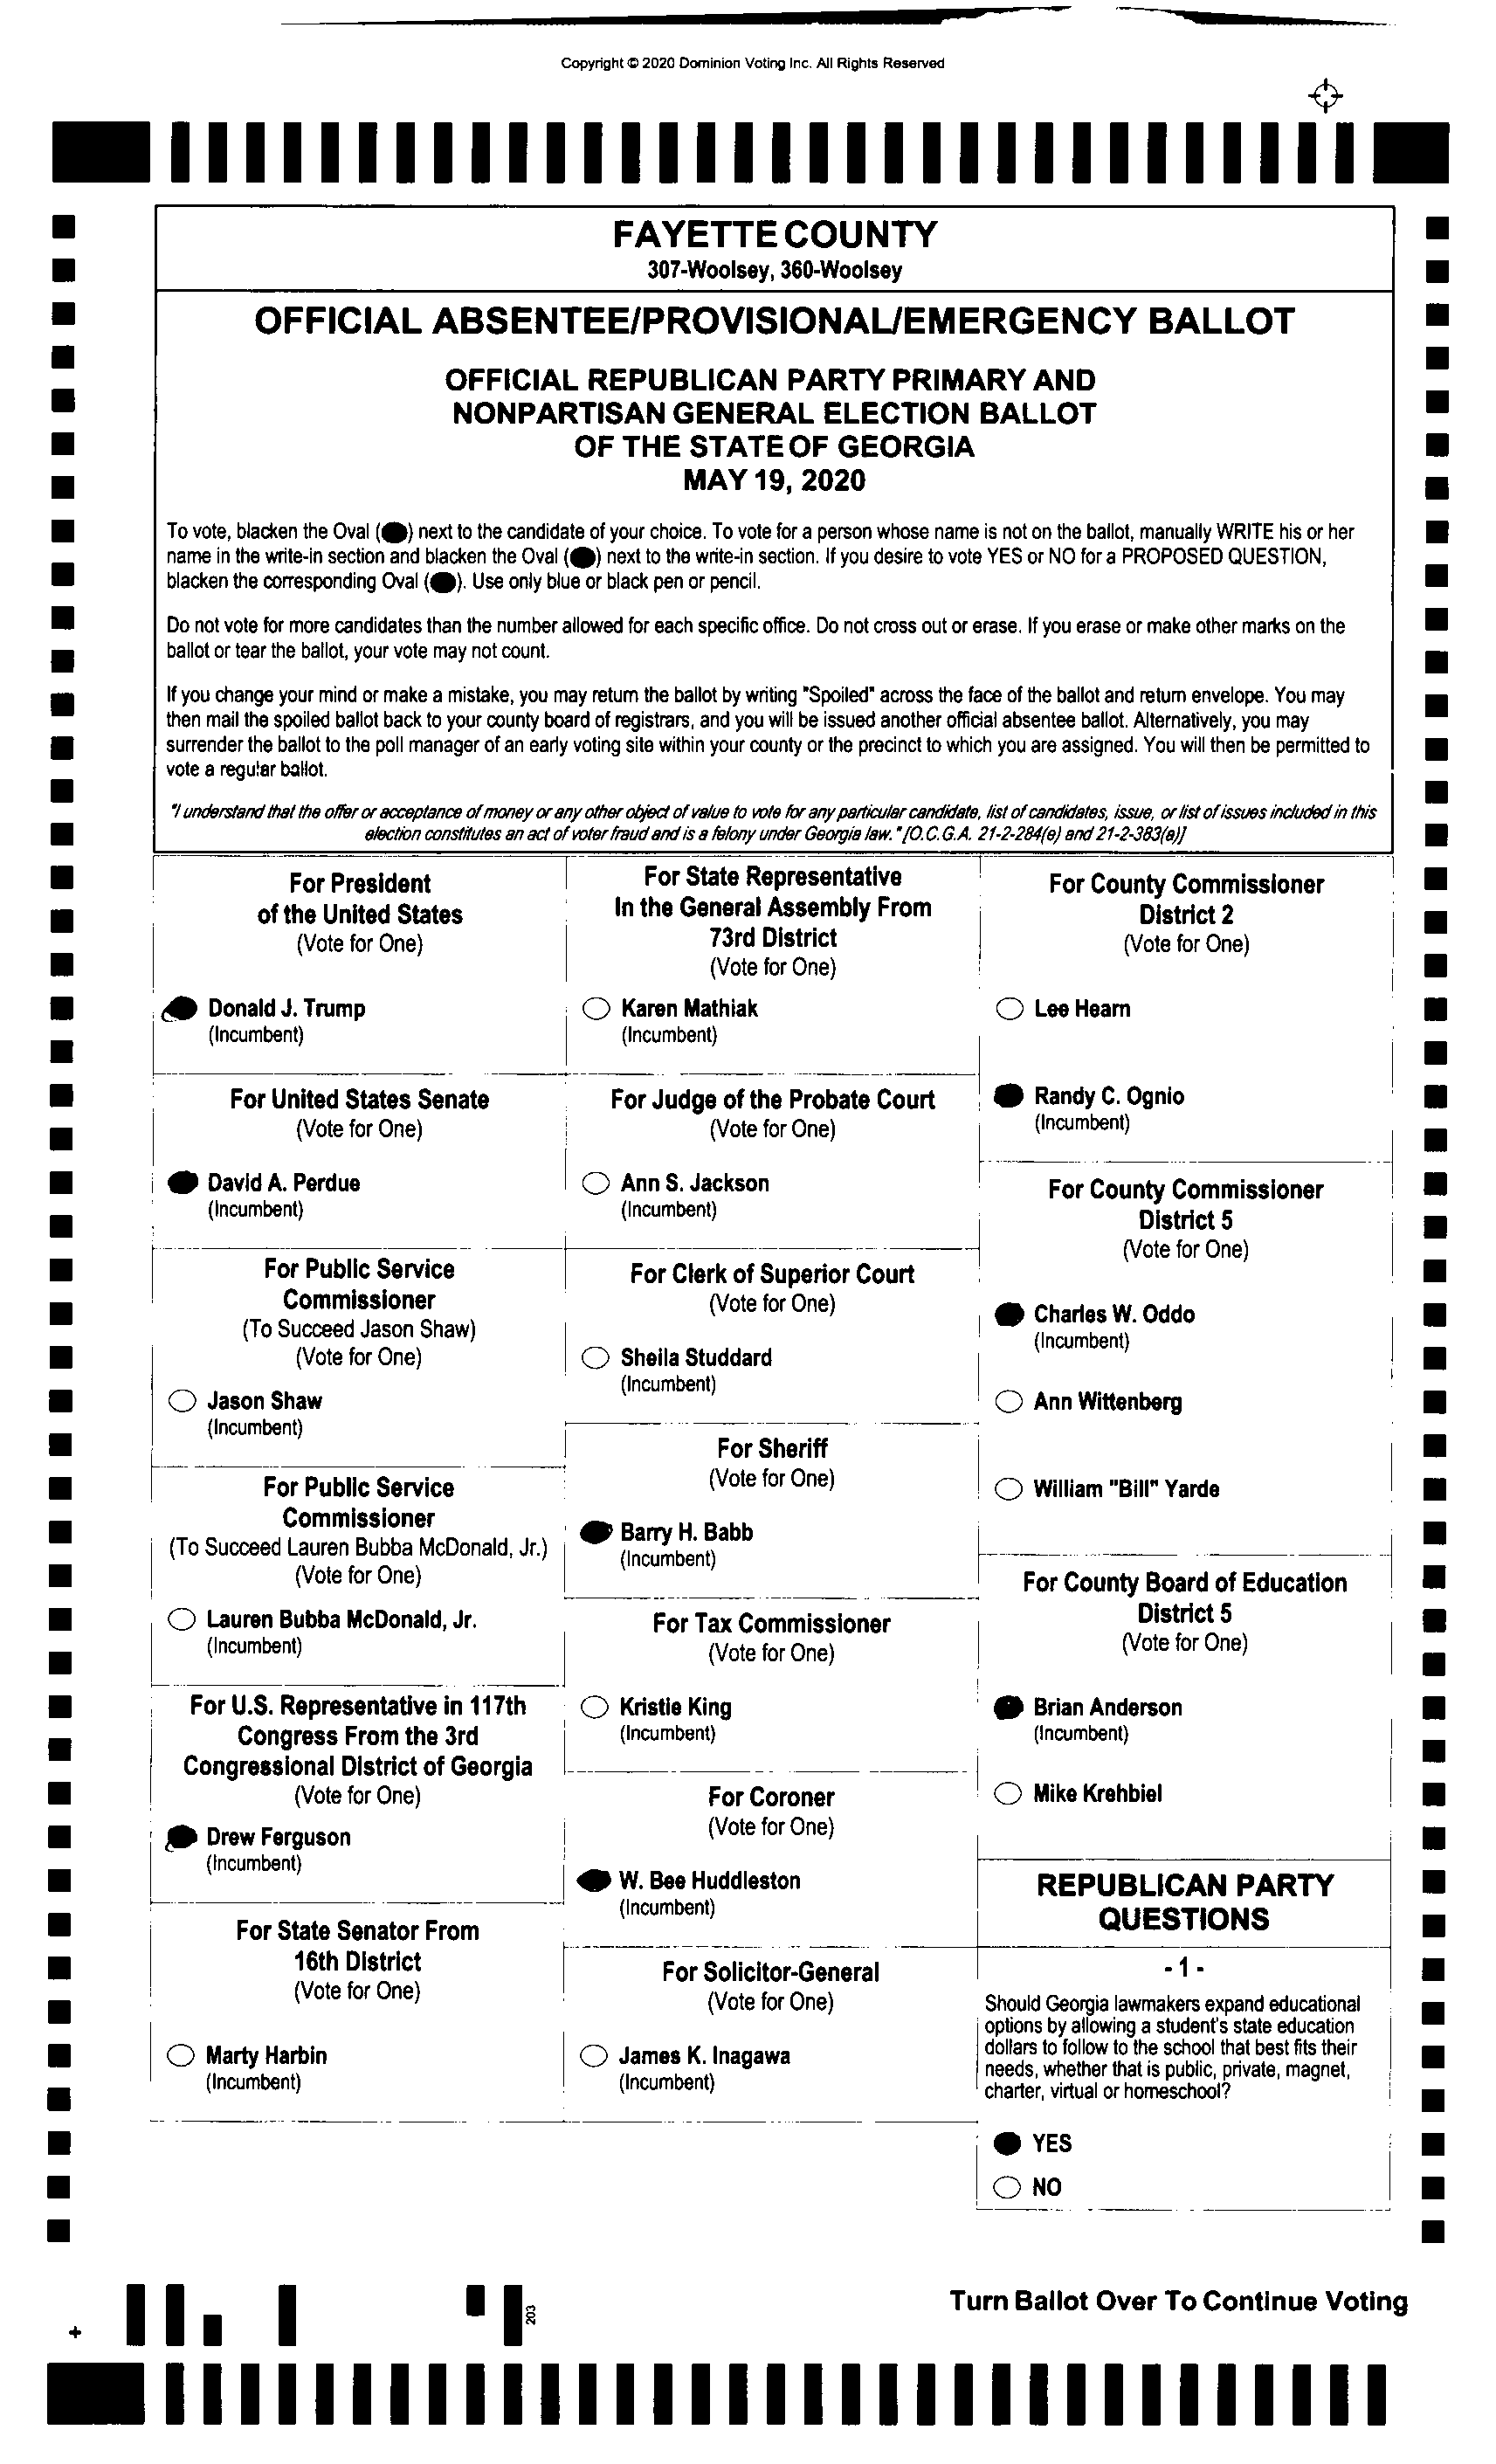 Copyright © 2020 Dominion Voting Inc. All Rights Reserved
FAYETTE COUNTY
307-Woolsey, 360-Woolsey
OFFICIAL ABSENTEE/PROVISIONAL/EMERGENCY BALLOT
OFFICIAL REPUBLICAN PARTY PRIMARY AND
NONPARTISAN GENERAL ELECTION BALLOT
OF THE STATE OF GEORGIA
MAY 19, 2020
To vote, blacken the Oval ( ) next to the candidate of your choice. To vote for a person whose name is not on the ballot, manually WRITE his or her
name in the write-in section and blacken the Oval ( ) next to the write-in section. If you desire to vote YES or NO for a PROPOSED QUESTION,
blacken the corresponding Oval ( ). Use only blue or black pen or pencil.
Do not vote for more candidates than the number allowed for each specific office. Do not cross out or erase. If you erase or make other marks on the
ballot or tear the ballot, your vote may not count.
If you change your mind or make a mistake, you may return the ballot by writing "Spoiled" across the face of the ballot and return envelope. You may
then mail the spoiled ballot back to your county board of registrars, and you will be issued another official absentee ballot. Alternatively, you may
surrender the ballot to the poll manager of an early voting site within your county or the precinct to which you are assigned. You will then be permitted to
vote a regular ballot.
"I understand that the offer or acceptance of money or any other object of value to vote for any particular candidate, list of candidates, issue, or list of issues included in this
election constitutes an act of voter fraud and is a felony under Georgia law." [O.C.G.A. 21-2-284(e) and 21-2-383(a)]
For President
of the United States
(Vote for One)
Donald J. Trump
(Incumbent)
For United States Senate
(Vote for One)
David A. Perdue
(Incumbent)
For Public Service
Commissioner
(To Succeed Jason Shaw)
(Vote for One)
Jason Shaw
(Incumbent)
For Public Service
Commissioner
(To Succeed Lauren Bubba McDonald, Jr.)
(Vote for One)
Lauren Bubba McDonald, Jr.
(Incumbent)
For U.S. Representative in 117th
Congress From the 3rd
Congressional District of Georgia
(Vote for One)
Drew Ferguson
(Incumbent)
For State Senator From
16th District
(Vote for One)
Marty Harbin
(Incumbent)
For State Representative
In the General Assembly From
73rd District
(Vote for One)
Karen Mathiak
(Incumbent)
For Judge of the Probate Court
(Vote for One)
Ann S. Jackson
(Incumbent)
For Clerk of Superior Court
(Vote for One)
Sheila Studdard
(Incumbent)
For Sheriff
(Vote for One)
Barry H. Babb
(Incumbent)
For Tax Commissioner
(Vote for One)
Kristie King
(Incumbent)
For Coroner
(Vote for One)
W. Bee Huddleston
(Incumbent)
For Solicitor-General
(Vote for One)
James K. Inagawa
(Incumbent)
For County Commissioner
District 2
(Vote for One)
Lee Hearn
Randy C. Ognio
(Incumbent)
For County Commissioner
District 5
(Vote for One)
Charles W. Oddo
(Incumbent)
Ann Wittenberg
William "Bill" Yarde
For County Board of Education
District 5
(Vote for One)
Brian Anderson
(Incumbent)
Mike Krehbiel
REPUBLICAN PARTY
QUESTIONS
- 1 -
Should Georgia lawmakers expand educational
options by allowing a student's state education
dollars to follow to the school that best fits their
needs, whether that is public, private, magnet,
charter, virtual or homeschool?
YES
NO
Turn Ballot Over To Continue Voting
203